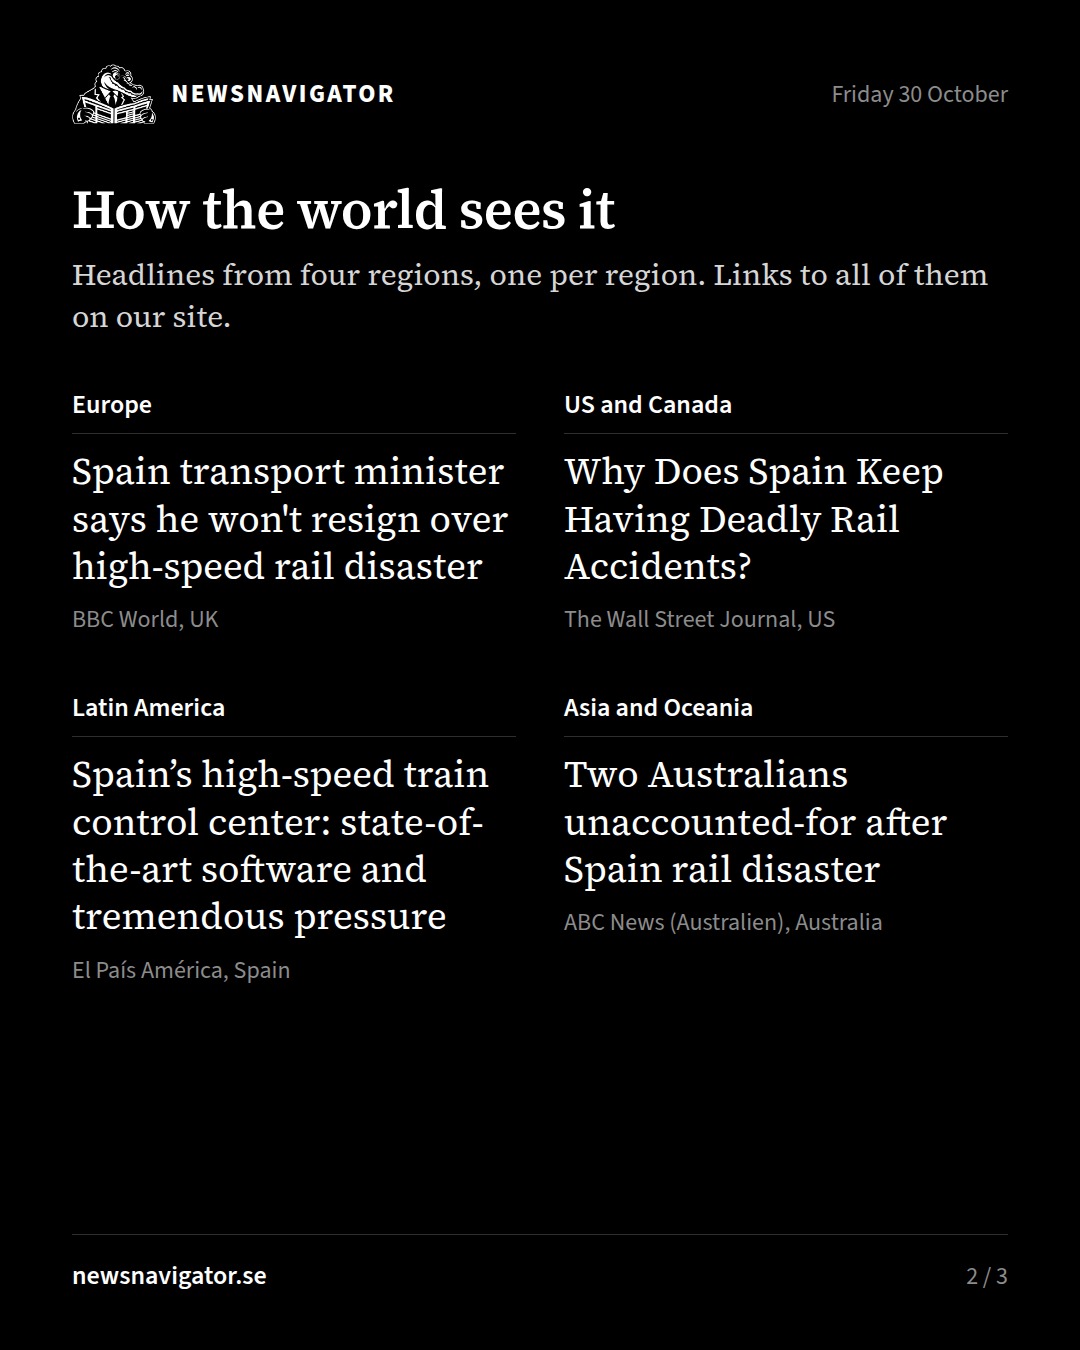 NEWSNAVIGATOR
Friday 30 October
How the world sees it
Headlines from four regions, one per region. Links to all of them
on our site.
Europe
Spain transport minister
says he won't resign over
high-speed rail disaster
BBC World, UK
US and Canada
Why Does Spain Keep
Having Deadly Rail
Accidents?
The Wall Street Journal, US
Latin America
Spain’s high-speed train
control center: state-of-
the-art software and
tremendous pressure
El País América, Spain
Asia and Oceania
Two Australians
unaccounted-for after
Spain rail disaster
ABC News (Australien), Australia
newsnavigator.se
2 / 3